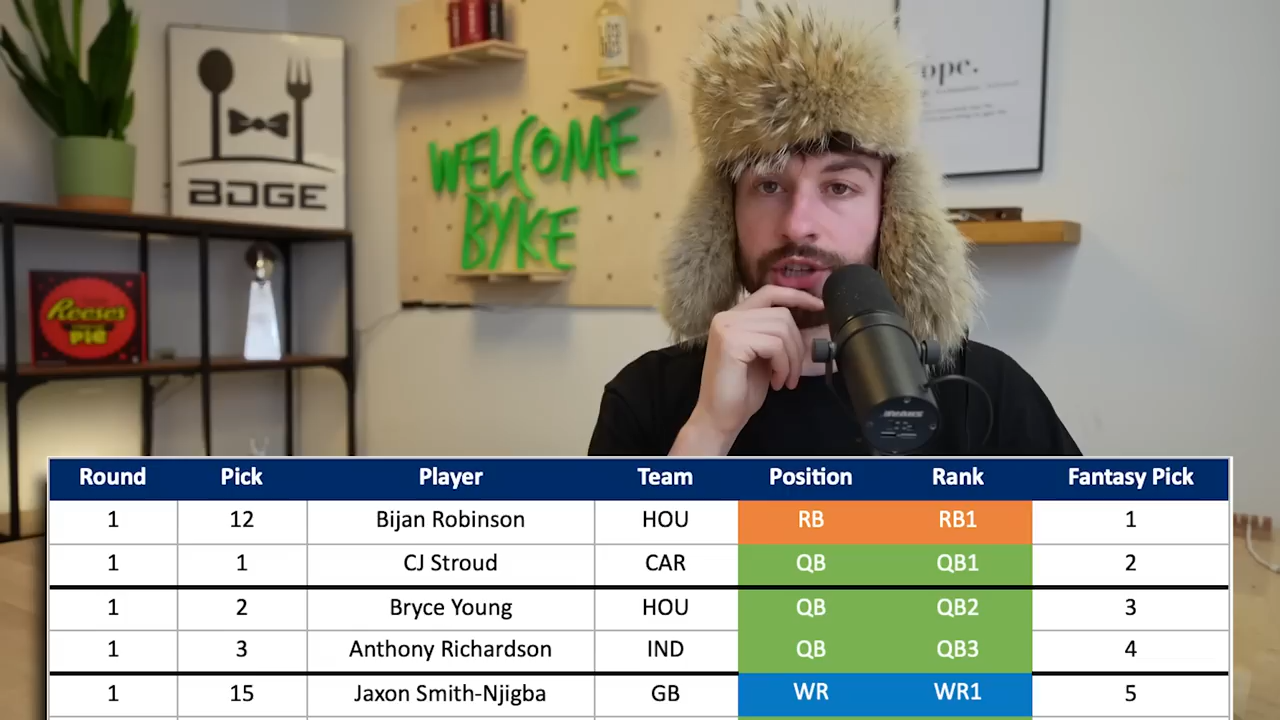 ope.
WELCOME
BYKE
BDGE
Reese's
PIE
Round Pick Player Team Position Rank Fantasy Pick
1 12 Bijan Robinson HOU RB RB1 1
1 1 CJ Stroud CAR QB QB1 2
1 2 Bryce Young HOU QB QB2 3
1 3 Anthony Richardson IND QB QB3 4
1 15 Jaxon Smith-Njigba GB WR WR1 5